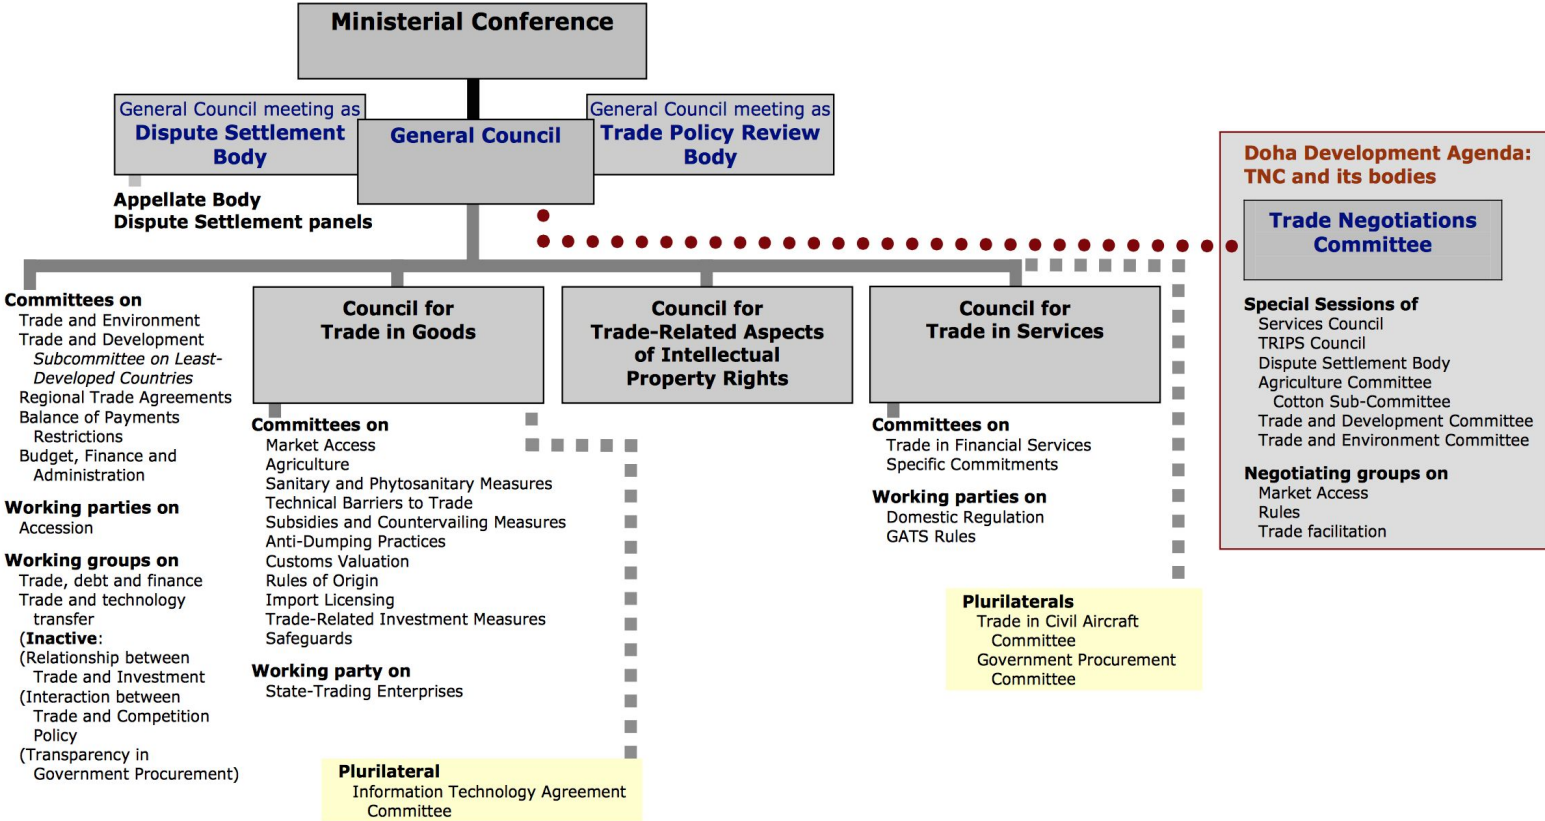 Ministerial Conference
General Council meeting as
Dispute Settlement
Body
General Council
General Council meeting as
Trade Policy Review
Body
Appellate Body
Dispute Settlement panels
Doha Development Agenda:
TNC and its bodies
Trade Negotiations
Committee
Special Sessions of
Services Council
TRIPS Council
Dispute Settlement Body
Agriculture Committee
Cotton Sub-Committee
Trade and Development Committee
Trade and Environment Committee
Negotiating groups on
Market Access
Rules
Trade facilitation
Committees on
Trade and Environment
Trade and Development
Subcommittee on Least-
Developed Countries
Regional Trade Agreements
Balance of Payments
Restrictions
Budget, Finance and
Administration
Working parties on
Accession
Working groups on
Trade, debt and finance
Trade and technology
transfer
(Inactive:
(Relationship between
Trade and Investment
(Interaction between
Trade and Competition
Policy
(Transparency in
Government Procurement)
Council for
Trade in Goods
Committees on
Market Access
Agriculture
Sanitary and Phytosanitary Measures
Technical Barriers to Trade
Subsidies and Countervailing Measures
Anti-Dumping Practices
Customs Valuation
Rules of Origin
Import Licensing
Trade-Related Investment Measures
Safeguards
Working party on
State-Trading Enterprises
Plurilateral
Information Technology Agreement
Committee
Council for
Trade-Related Aspects
of Intellectual
Property Rights
Council for
Trade in Services
Committees on
Trade in Financial Services
Specific Commitments
Working parties on
Domestic Regulation
GATS Rules
Plurilaterals
Trade in Civil Aircraft
Committee
Government Procurement
Committee